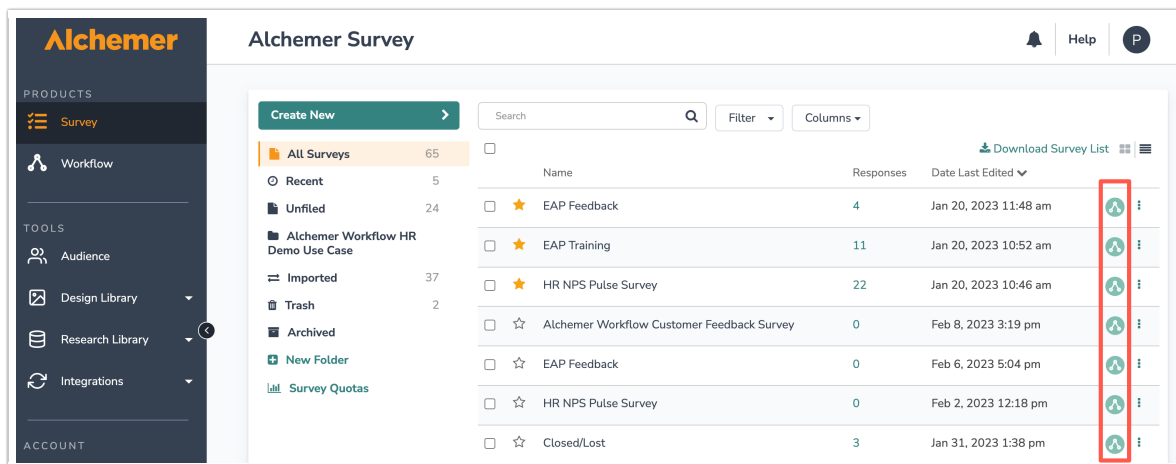 Alchemer
Alchemer Survey
Help
P
PRODUCTS
Survey
Workflow
TOOLS
Audience
Design Library
Research Library
Integrations
ACCOUNT
Create New
All Surveys 65
Recent 5
Unfiled 24
Alchemer Workflow HR
Demo Use Case
Imported 37
Trash 2
Archived
New Folder
Survey Quotas
Search
Filter
Columns
Download Survey List
Name Responses Date Last Edited
EAP Feedback 4 Jan 20, 2023 11:48 am
EAP Training 11 Jan 20, 2023 10:52 am
HR NPS Pulse Survey 22 Jan 20, 2023 10:46 am
Alchemer Workflow Customer Feedback Survey 0 Feb 8, 2023 3:19 pm
EAP Feedback 0 Feb 6, 2023 5:04 pm
HR NPS Pulse Survey 0 Feb 2, 2023 12:18 pm
Closed/Lost 3 Jan 31, 2023 1:38 pm